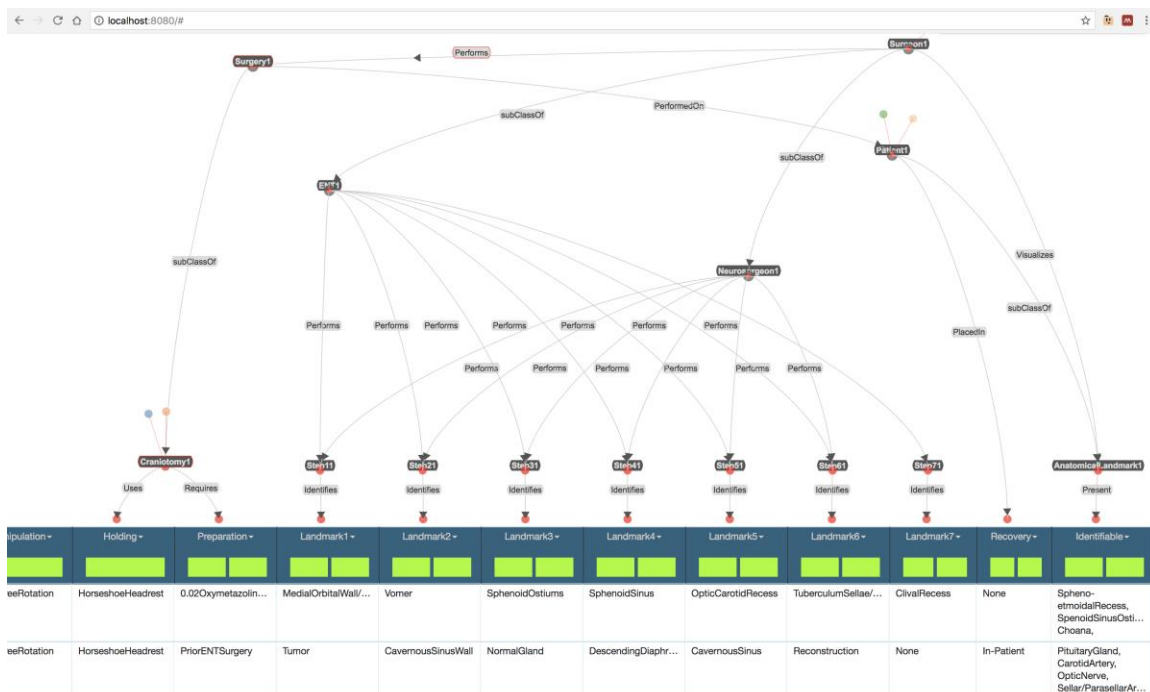 localhost:8080/#
Surgeon1
Performs
Surgery1
PerformedOn
subClassOf
Patient1
subClassOf
ENT1
Visualizes
subClassOf
Neurosurgeon1
subClassOf
Performs Performs Performs Performs Performs Performs Performs
PlacedIn
Performs Performs Performs Performs Performs
Craniotomy1 Step11 Step21 Step31 Step41 Step51 Step61 Step71 AnatomicalLandmark1
Uses Requires Identifies Identifies Identifies Identifies Identifies Identifies Identifies Present
nipulation Holding Preparation Landmark1 Landmark2 Landmark3 Landmark4 Landmark5 Landmark6 Landmark7 Recovery Identifiable
reeRotation HorseshoeHeadrest 0.02Oxymetazolin... MedialOrbitalWall/... Vomer SphenoidOstiums SphenoidSinus OpticCarotidRecess TuberculumSellae/... ClivalRecess None Spheno-
etmoidalRecess,
SpenoidSinusOsti...
Choana,
reeRotation HorseshoeHeadrest PriorENTSurgery Tumor CavernousSinusWall NormalGland DescendingDiaphr... CavernousSinus Reconstruction None In-Patient PituitaryGland,
CarotidArtery,
OpticNerve,
Sellar/ParasellarAr...